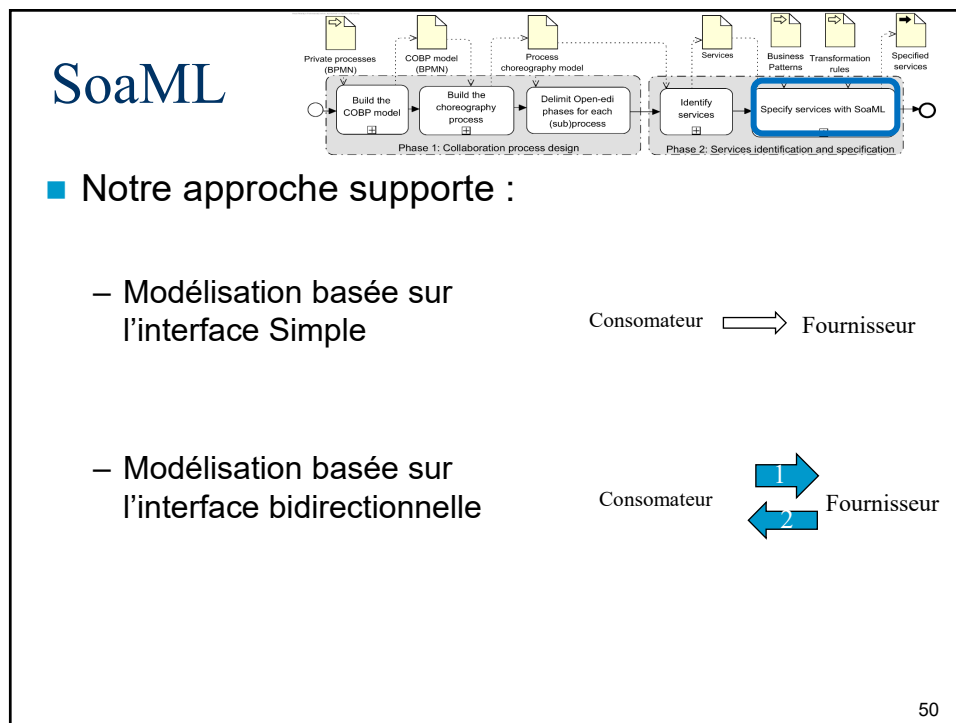 SoaML
Private processes
(BPMN)
COBP model
(BPMN)
Process
choreography model
Services
Business
Patterns
Transformation
rules
Specified
services
Build the
COBP model
Build the
choreography
process
Delimit Open-edi
phases for each
(sub)process
Identify
services
Specify services with SoaML
Phase 1: Collaboration process design
Phase 2: Services identification and specification
Notre approche supporte :
– Modélisation basée sur
l’interface Simple
Consomateur
Fournisseur
– Modélisation basée sur
l’interface bidirectionnelle
Consomateur
1
2
Fournisseur
50